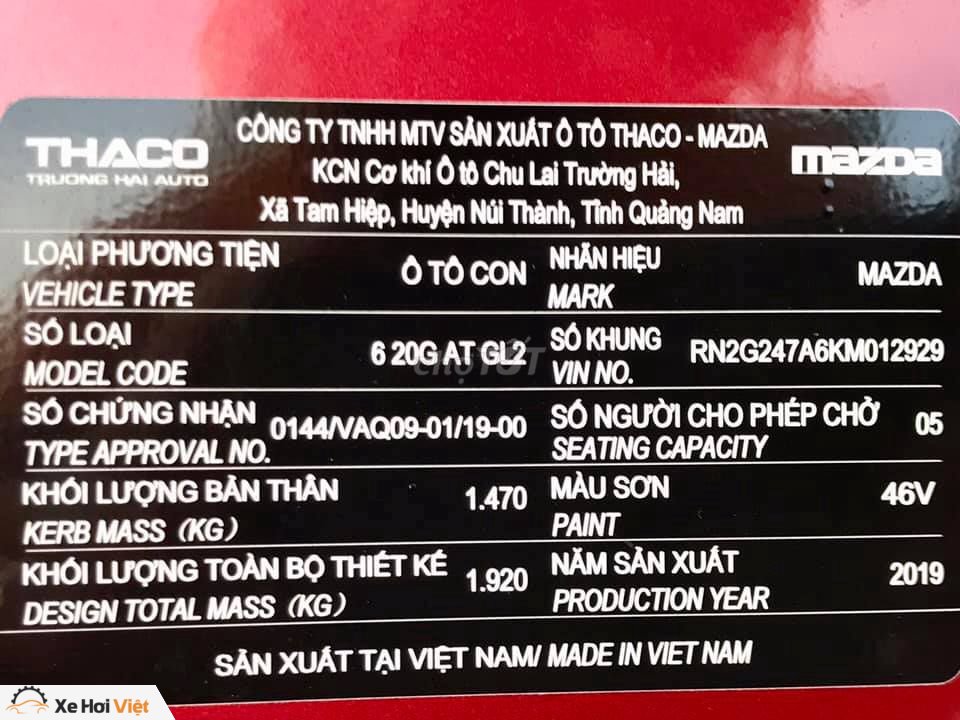 THACO
TRUONG HAI AUTO
CÔNG TY TNHH MTV SẢN XUẤT Ô TÔ THACO - MAZDA
KCN Cơ khí Ô tô Chu Lai Trường Hải,
Xã Tam Hiệp, Huyện Núi Thành, Tỉnh Quảng Nam
mazda
LOẠI PHƯƠNG TIỆN
VEHICLE TYPE
Ô TÔ CON
NHÃN HIỆU
MARK
MAZDA
SỐ LOẠI
MODEL CODE
6 20G AT GL2
SỐ KHUNG
VIN NO.
RN2G247A6KM012929
SỐ CHỨNG NHẬN
TYPE APPROVAL NO.
0144/VAQ09-01/19-00
SỐ NGƯỜI CHO PHÉP CHỞ
SEATING CAPACITY
05
KHỐI LƯỢNG BẢN THÂN
KERB MASS (KG)
1.470
MÀU SƠN
PAINT
46V
KHỐI LƯỢNG TOÀN BỘ THIẾT KẾ
DESIGN TOTAL MASS (KG)
1.920
NĂM SẢN XUẤT
PRODUCTION YEAR
2019
SẢN XUẤT TẠI VIỆT NAM/ MADE IN VIET NAM
chợTỐT
Xe Hơi Việt